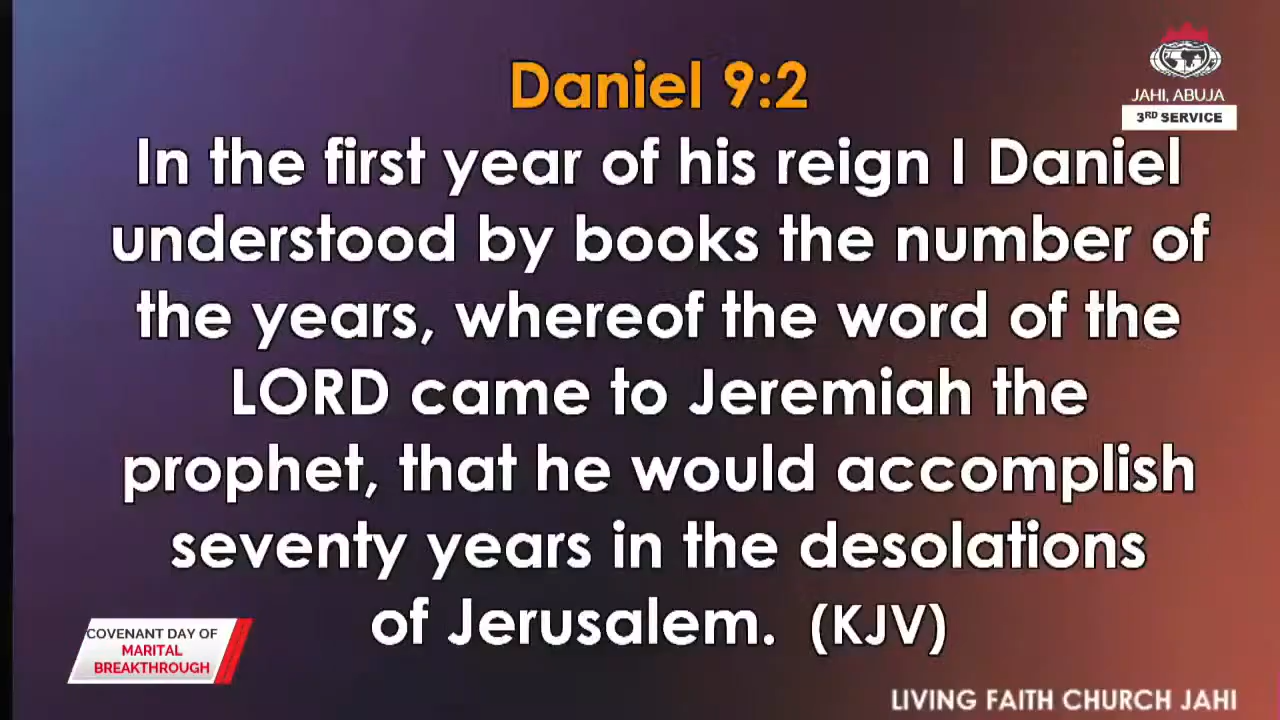 Daniel 9:2
JAHI, ABUJA
3RD SERVICE
In the first year of his reign I Daniel
understood by books the number of
the years, whereof the word of the
LORD came to Jeremiah the
prophet, that he would accomplish
seventy years in the desolations
of Jerusalem. (KJV)
COVENANT DAY OF
MARITAL
BREAKTHROUGH
LIVING FAITH CHURCH JAHI